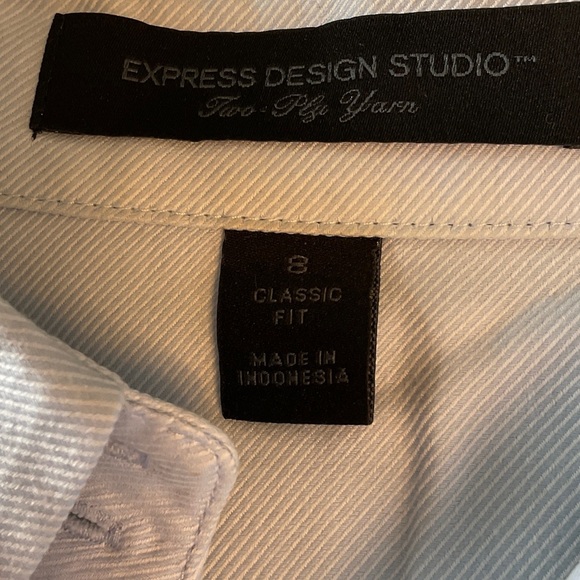 EXPRESS DESIGN STUDIO™
Two-Ply Yarn
8
CLASSIC
FIT
MADE IN
INDONESIA